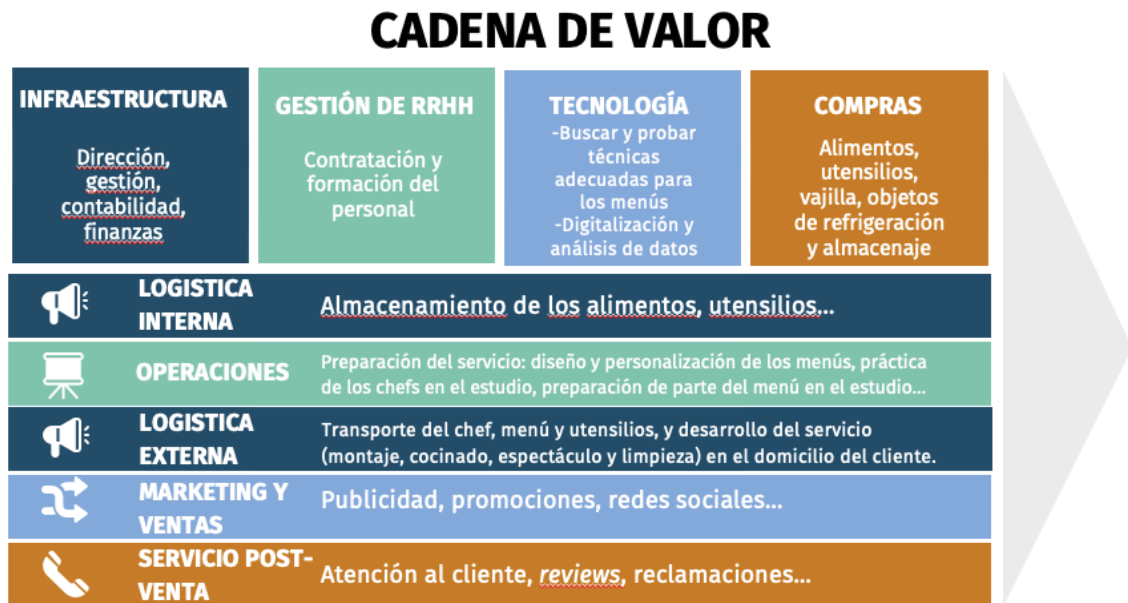 CADENA DE VALOR
INFRAESTRUCTURA
Dirección,
gestión,
contabilidad,
finanzas
GESTIÓN DE RRHH
Contratación y
formación del
personal
TECNOLOGÍA
-Buscar y probar
técnicas
adecuadas para
los menús
-Digitalización y
análisis de datos
COMPRAS
Alimentos,
utensilios,
vajilla, objetos
de refrigeración
y almacenaje
LOGISTICA
INTERNA
Almacenamiento de los alimentos, utensilios...
OPERACIONES
Preparación del servicio: diseño y personalización de los menús, práctica
de los chefs en el estudio, preparación de parte del menú en el estudio...
LOGISTICA
EXTERNA
Transporte del chef, menú y utensilios, y desarrollo del servicio
(montaje, cocinado, espectáculo y limpieza) en el domicilio del cliente.
MARKETING Y
VENTAS
Publicidad, promociones, redes sociales...
SERVICIO POST-
VENTA
Atención al cliente, reviews, reclamaciones...